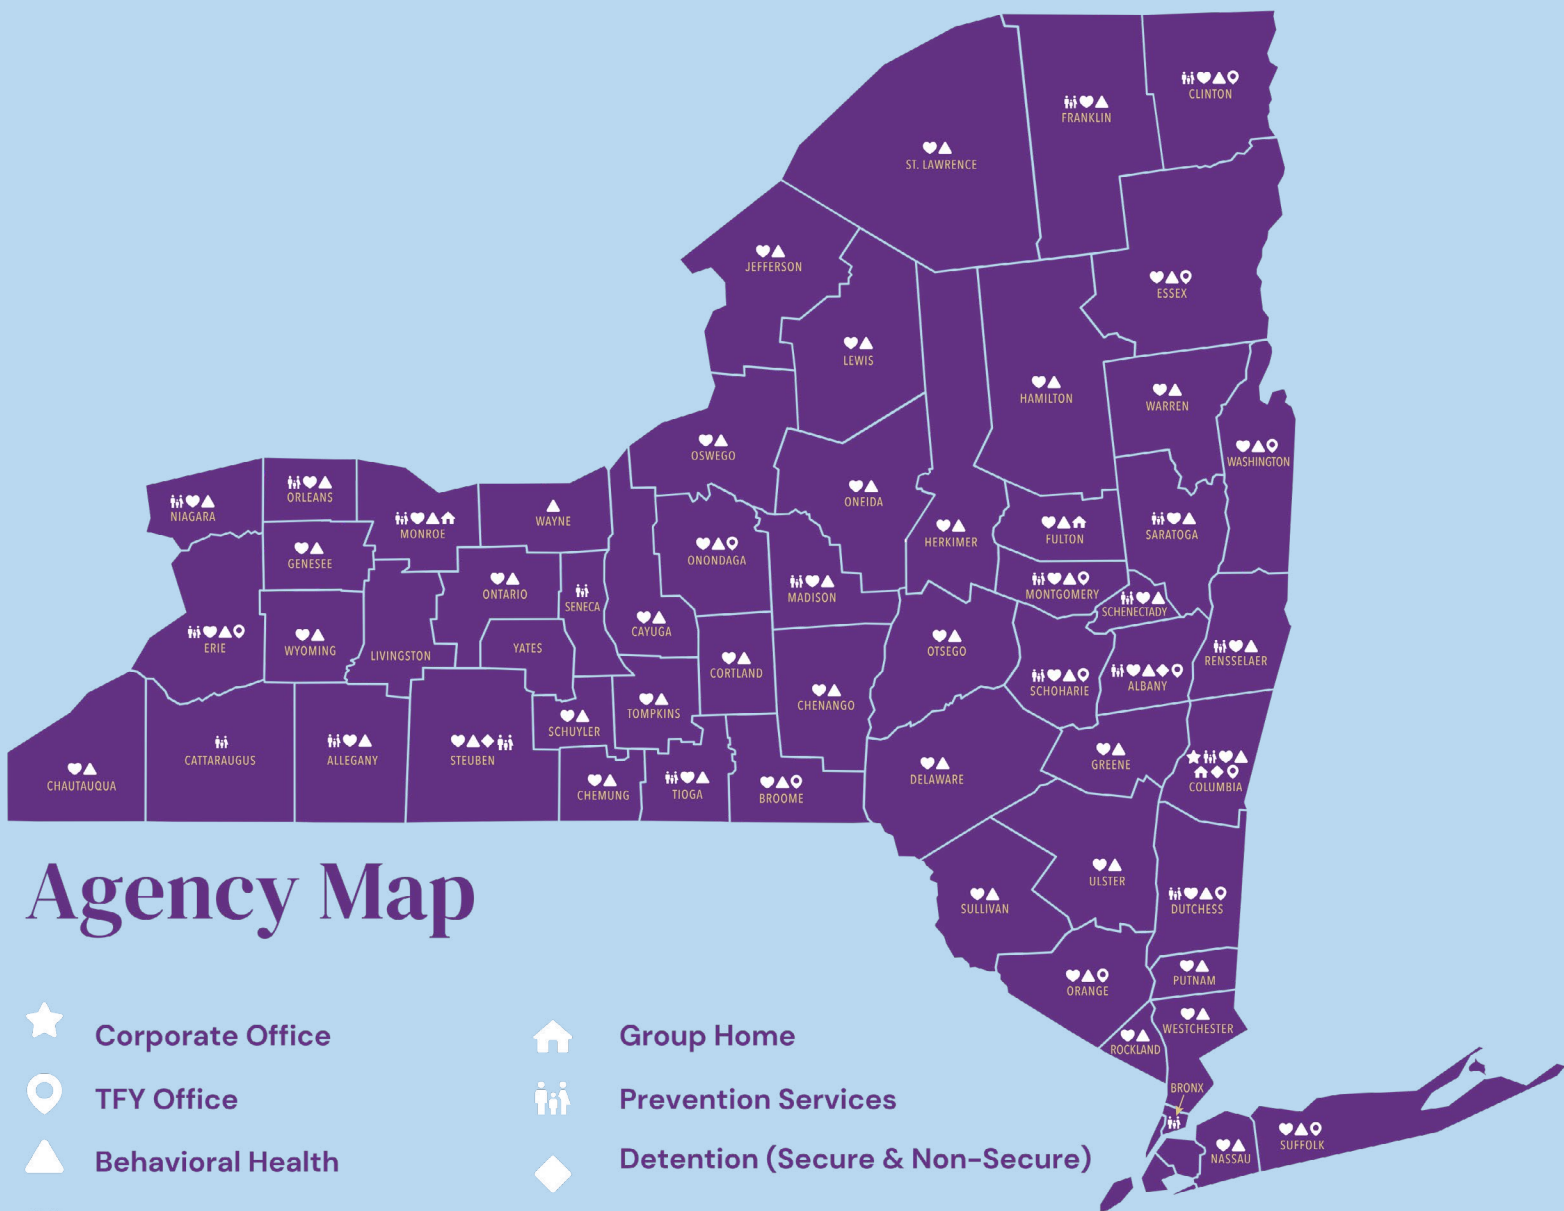 CLINTON
FRANKLIN
ST. LAWRENCE
JEFFERSON
ESSEX
LEWIS
HAMILTON
WARREN
OSWEGO
WASHINGTON
ORLEANS
NIAGARA
ONEIDA
WAYNE
MONROE
SARATOGA
FULTON
HERKIMER
GENESEE
ONONDAGA
ONTARIO
MADISON
MONTGOMERY
SENECA
SCHENECTADY
CAYUGA
ERIE
WYOMING
YATES
LIVINGSTON
OTSEGO
RENSSELAER
CORTLAND
ALBANY
SCHOHARIE
CHENANGO
TOMPKINS
SCHUYLER
CATTARAUGUS
ALLEGANY
STEUBEN
GREENE
DELAWARE
CHAUTAUQUA
COLUMBIA
CHEMUNG
TIOGA
BROOME
ULSTER
SULLIVAN
DUTCHESS
PUTNAM
ORANGE
WESTCHESTER
ROCKLAND
BRONX
SUFFOLK
NASSAU
Agency Map
Corporate Office
TFY Office
Behavioral Health
Group Home
Prevention Services
Detention (Secure & Non-Secure)